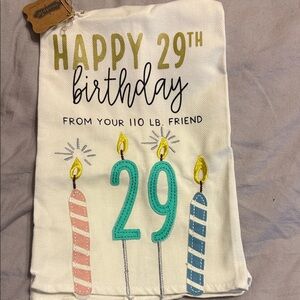 HAPPY 29TH
birthday
FROM YOUR 110 LB. FRIEND
29